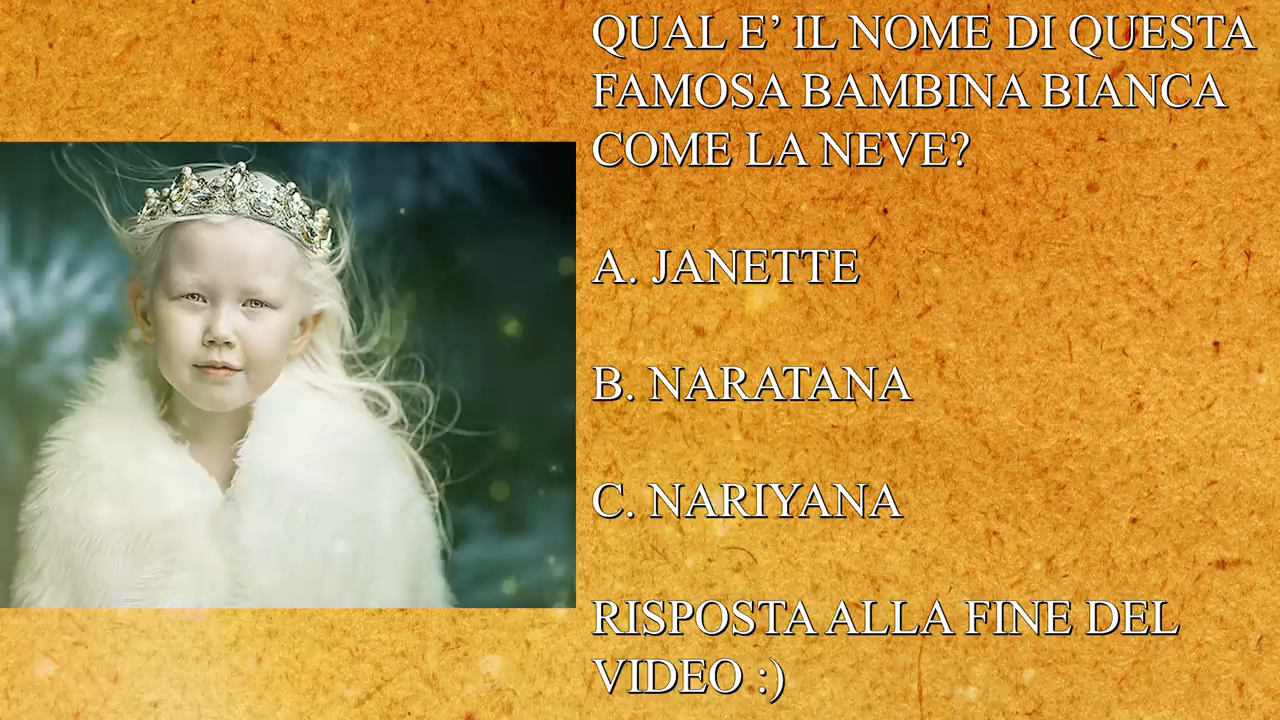 QUAL E’ IL NOME DI QUESTA
FAMOSA BAMBINA BIANCA
COME LA NEVE?
A. JANETTE
B. NARATANA
C. NARIYANA
RISPOSTA ALLA FINE DEL
VIDEO :)